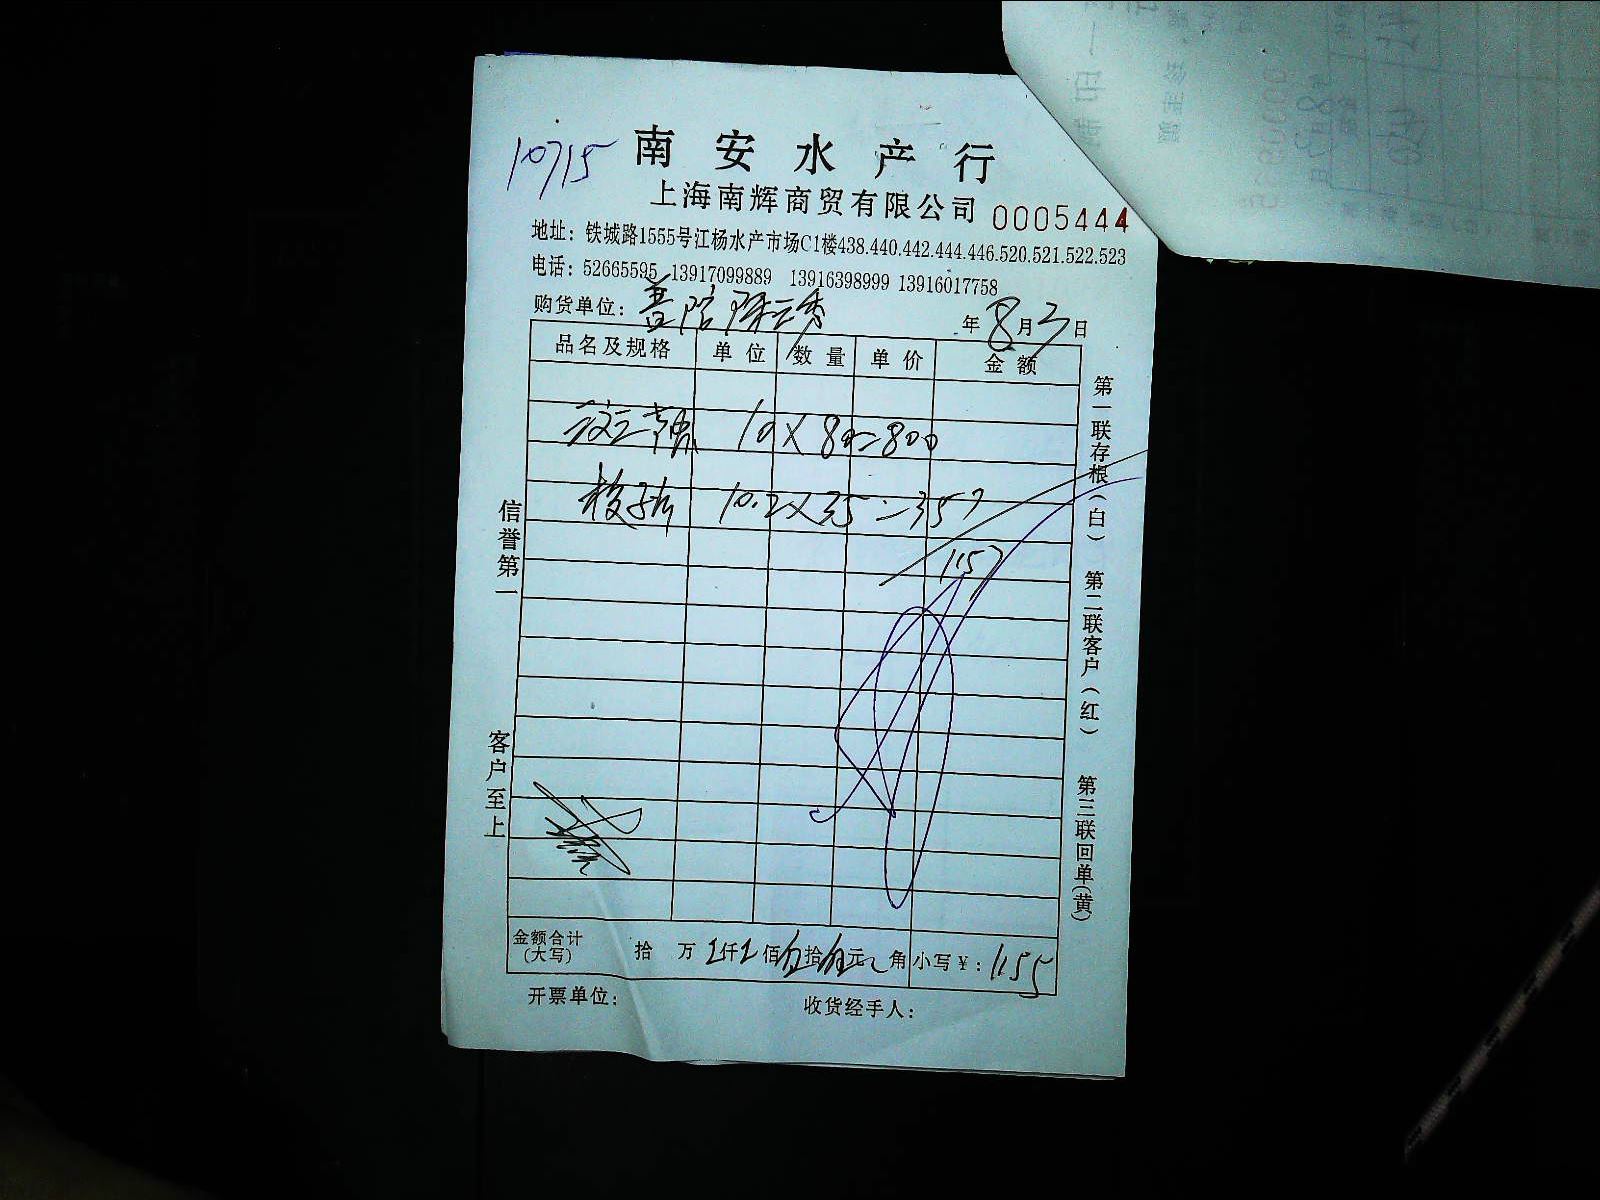 10715
南安水产行
上海南辉商贸有限公司 0005444
地址：铁城路1555号江杨水产市场C1楼438.440.442.444.446.520.521.522.523
电话：52665595 13917099889 13916398999 13916017758
购货单位：普陀 秀 年8月3日
品名及规格 单位 数量 单价 金额
10×80=800
梭子 10.2×35=357
1157
信誉第一
客户至上
第一联存根（白）
第二联客户（红）
第三联回单（黄）
金额合计（大写） 拾 万 仟 佰 拾 元 角 小写￥：1155
开票单位： 收货经手人：